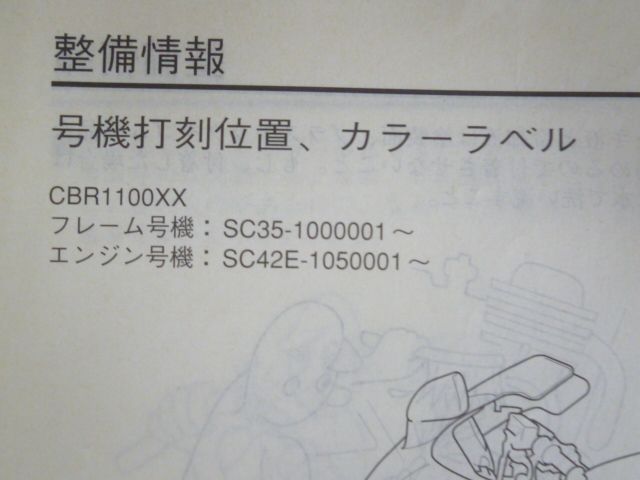 整備情報
号機打刻位置、カラーラベル
CBR1100XX
フレーム号機：SC35-1000001～
エンジン号機：SC42E-1050001～